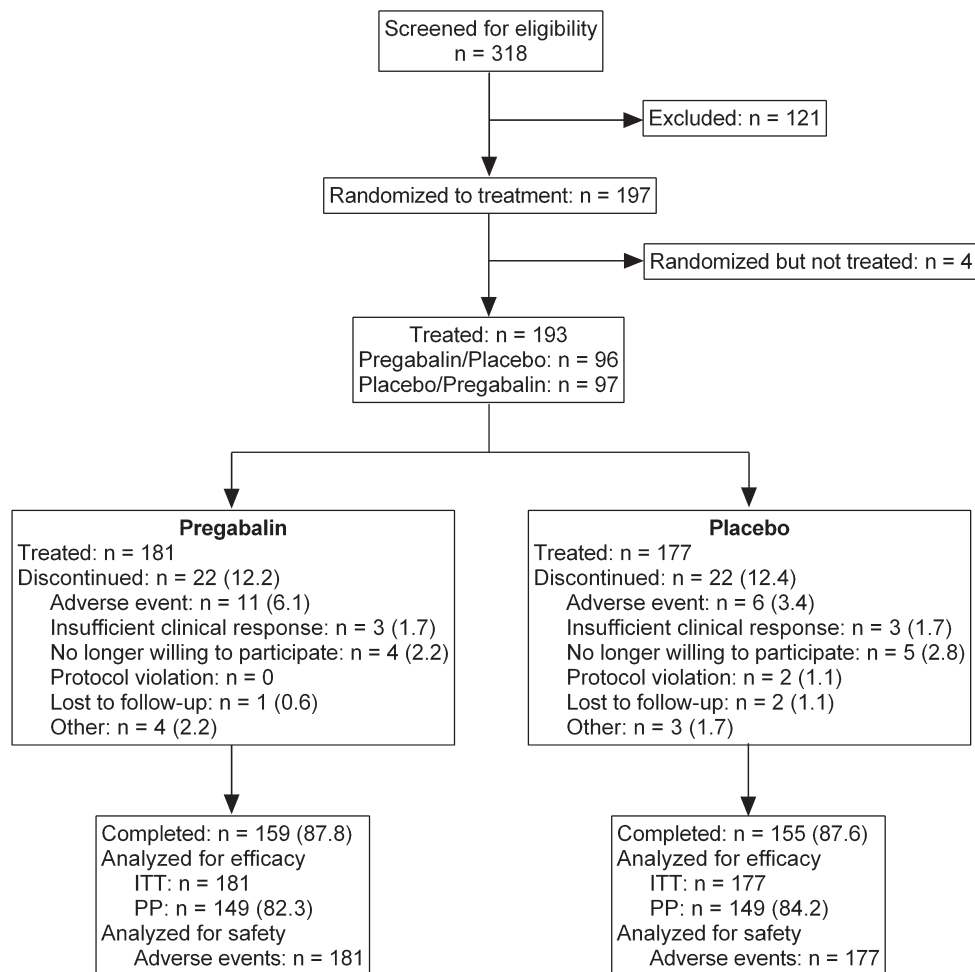 Screened for eligibility
n = 318
Excluded: n = 121
Randomized to treatment: n = 197
Randomized but not treated: n = 4
Treated: n = 193
Pregabalin/Placebo: n = 96
Placebo/Pregabalin: n = 97
Pregabalin
Treated: n = 181
Discontinued: n = 22 (12.2)
Adverse event: n = 11 (6.1)
Insufficient clinical response: n = 3 (1.7)
No longer willing to participate: n = 4 (2.2)
Protocol violation: n = 0
Lost to follow-up: n = 1 (0.6)
Other: n = 4 (2.2)
Placebo
Treated: n = 177
Discontinued: n = 22 (12.4)
Adverse event: n = 6 (3.4)
Insufficient clinical response: n = 3 (1.7)
No longer willing to participate: n = 5 (2.8)
Protocol violation: n = 2 (1.1)
Lost to follow-up: n = 2 (1.1)
Other: n = 3 (1.7)
Completed: n = 159 (87.8)
Analyzed for efficacy
ITT: n = 181
PP: n = 149 (82.3)
Analyzed for safety
Adverse events: n = 181
Completed: n = 155 (87.6)
Analyzed for efficacy
ITT: n = 177
PP: n = 149 (84.2)
Analyzed for safety
Adverse events: n = 177